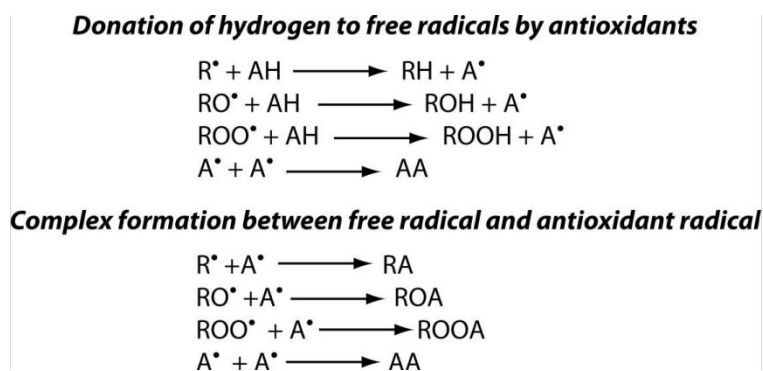 Donation of hydrogen to free radicals by antioxidants
R• + AH ⟶ RH + A•
RO• + AH ⟶ ROH + A•
ROO• + AH ⟶ ROOH + A•
A• + A• ⟶ AA
Complex formation between free radical and antioxidant radical
R• +A• ⟶ RA
RO• +A• ⟶ ROA
ROO• + A• ⟶ ROOA
A• + A• ⟶ AA